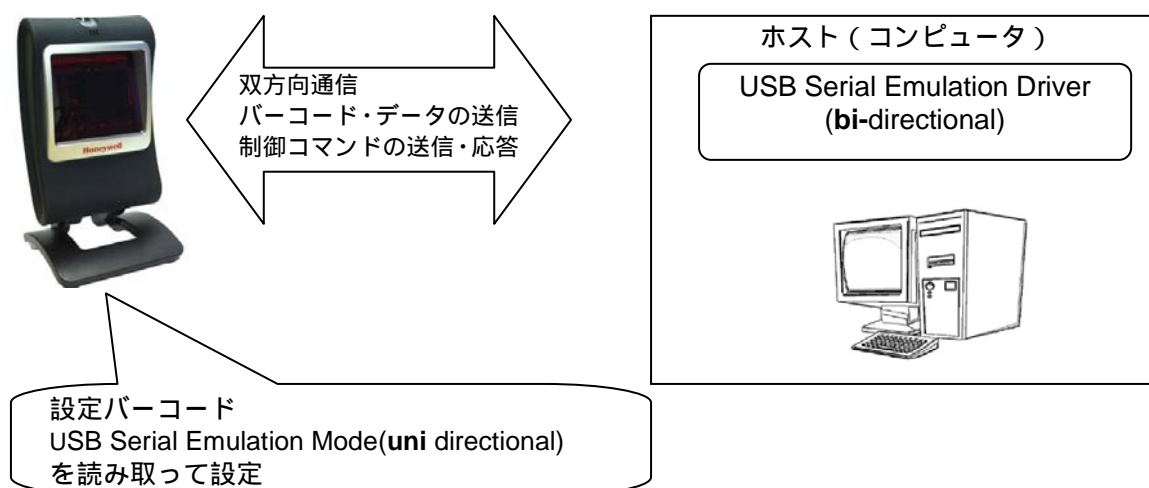 Honeywell
双方向通信
バーコード・データの送信
制御コマンドの送信・応答
ホスト(コンピュータ)
USB Serial Emulation Driver
(bi-directional)
設定バーコード
USB Serial Emulation Mode(uni directional)
を読み取って設定